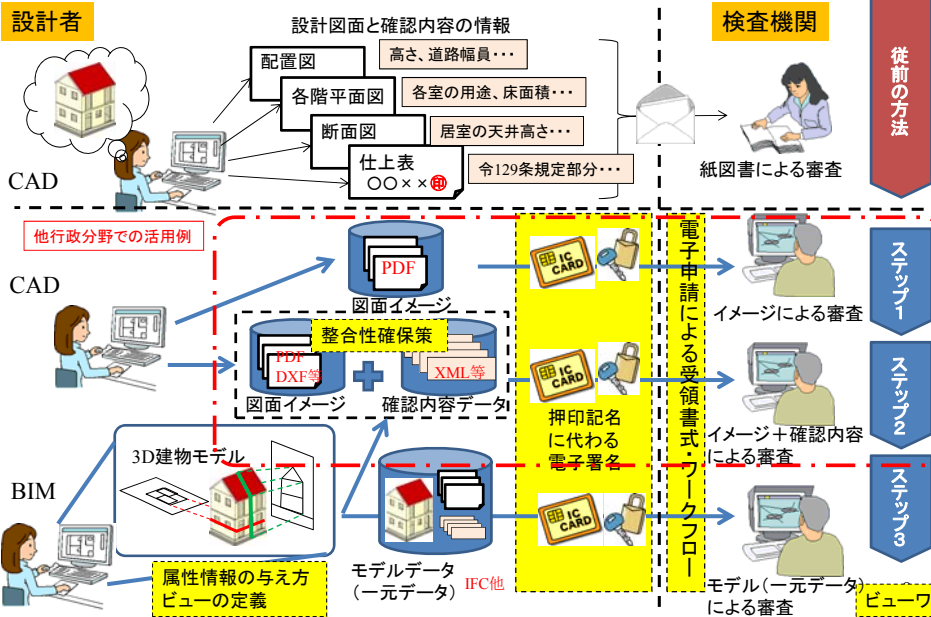 設計者
設計図面と確認内容の情報
検査機関
従前の方法
配置図
高さ、道路幅員・・・
各階平面図
各室の用途、床面積・・・
断面図
居室の天井高さ・・・
仕上表
〇〇××㊞
令129条規定部分・・・
紙図書による審査
CAD
他行政分野での活用例
CAD
PDF
図面イメージ
IC
CARD
電子申請による受領書式・ワークフロー
イメージによる審査
ステップ1
整合性確保策
PDF
DXF等
XML等
図面イメージ
確認内容データ
IC
CARD
押印記名
に代わる
電子署名
イメージ+確認内容
による審査
ステップ2
BIM
3D建物モデル
属性情報の与え方
ビューの定義
モデルデータ
(一元データ)
IFC他
IC
CARD
モデル(一元データ)
による審査
ステップ3
ビューワ